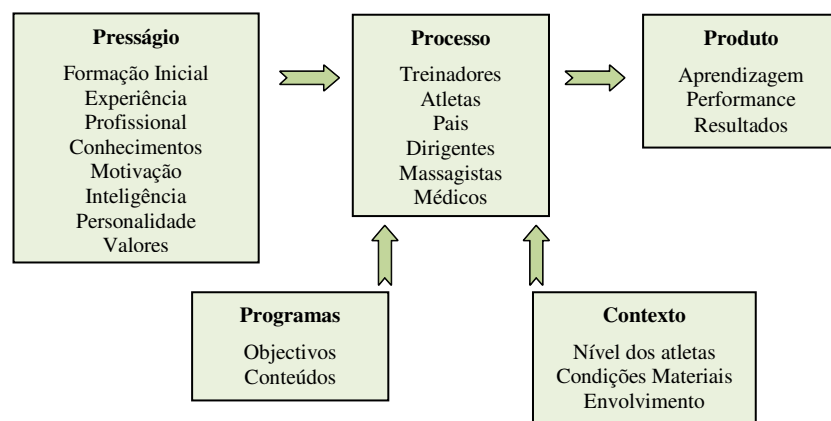 Presságio
Formação Inicial
Experiência
Profissional
Conhecimentos
Motivação
Inteligência
Personalidade
Valores
Processo
Treinadores
Atletas
Pais
Dirigentes
Massagistas
Médicos
Produto
Aprendizagem
Performance
Resultados
Programas
Objectivos
Conteúdos
Contexto
Nível dos atletas
Condições Materiais
Envolvimento